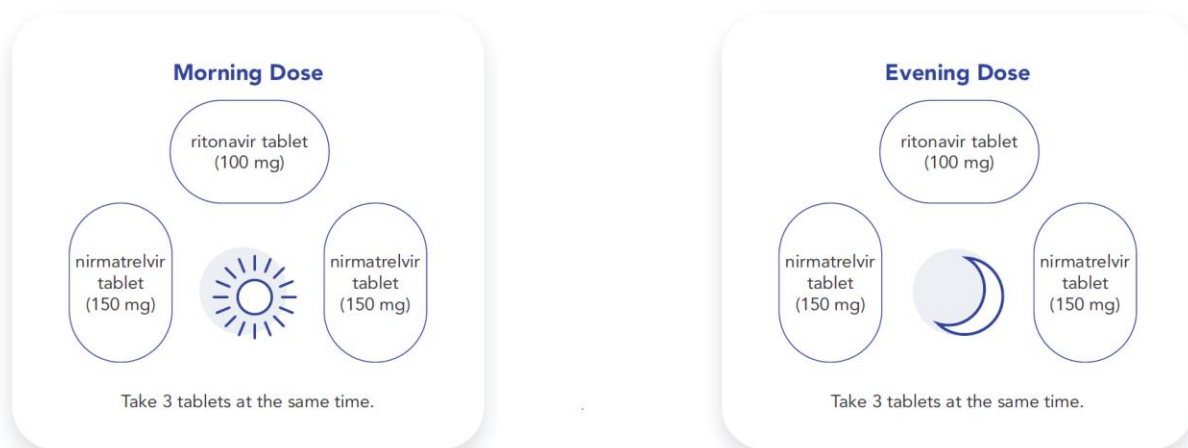 Morning Dose
ritonavir tablet
(100 mg)
nirmatrelvir
tablet
(150 mg)
nirmatrelvir
tablet
(150 mg)
Take 3 tablets at the same time.
Evening Dose
ritonavir tablet
(100 mg)
nirmatrelvir
tablet
(150 mg)
nirmatrelvir
tablet
(150 mg)
Take 3 tablets at the same time.